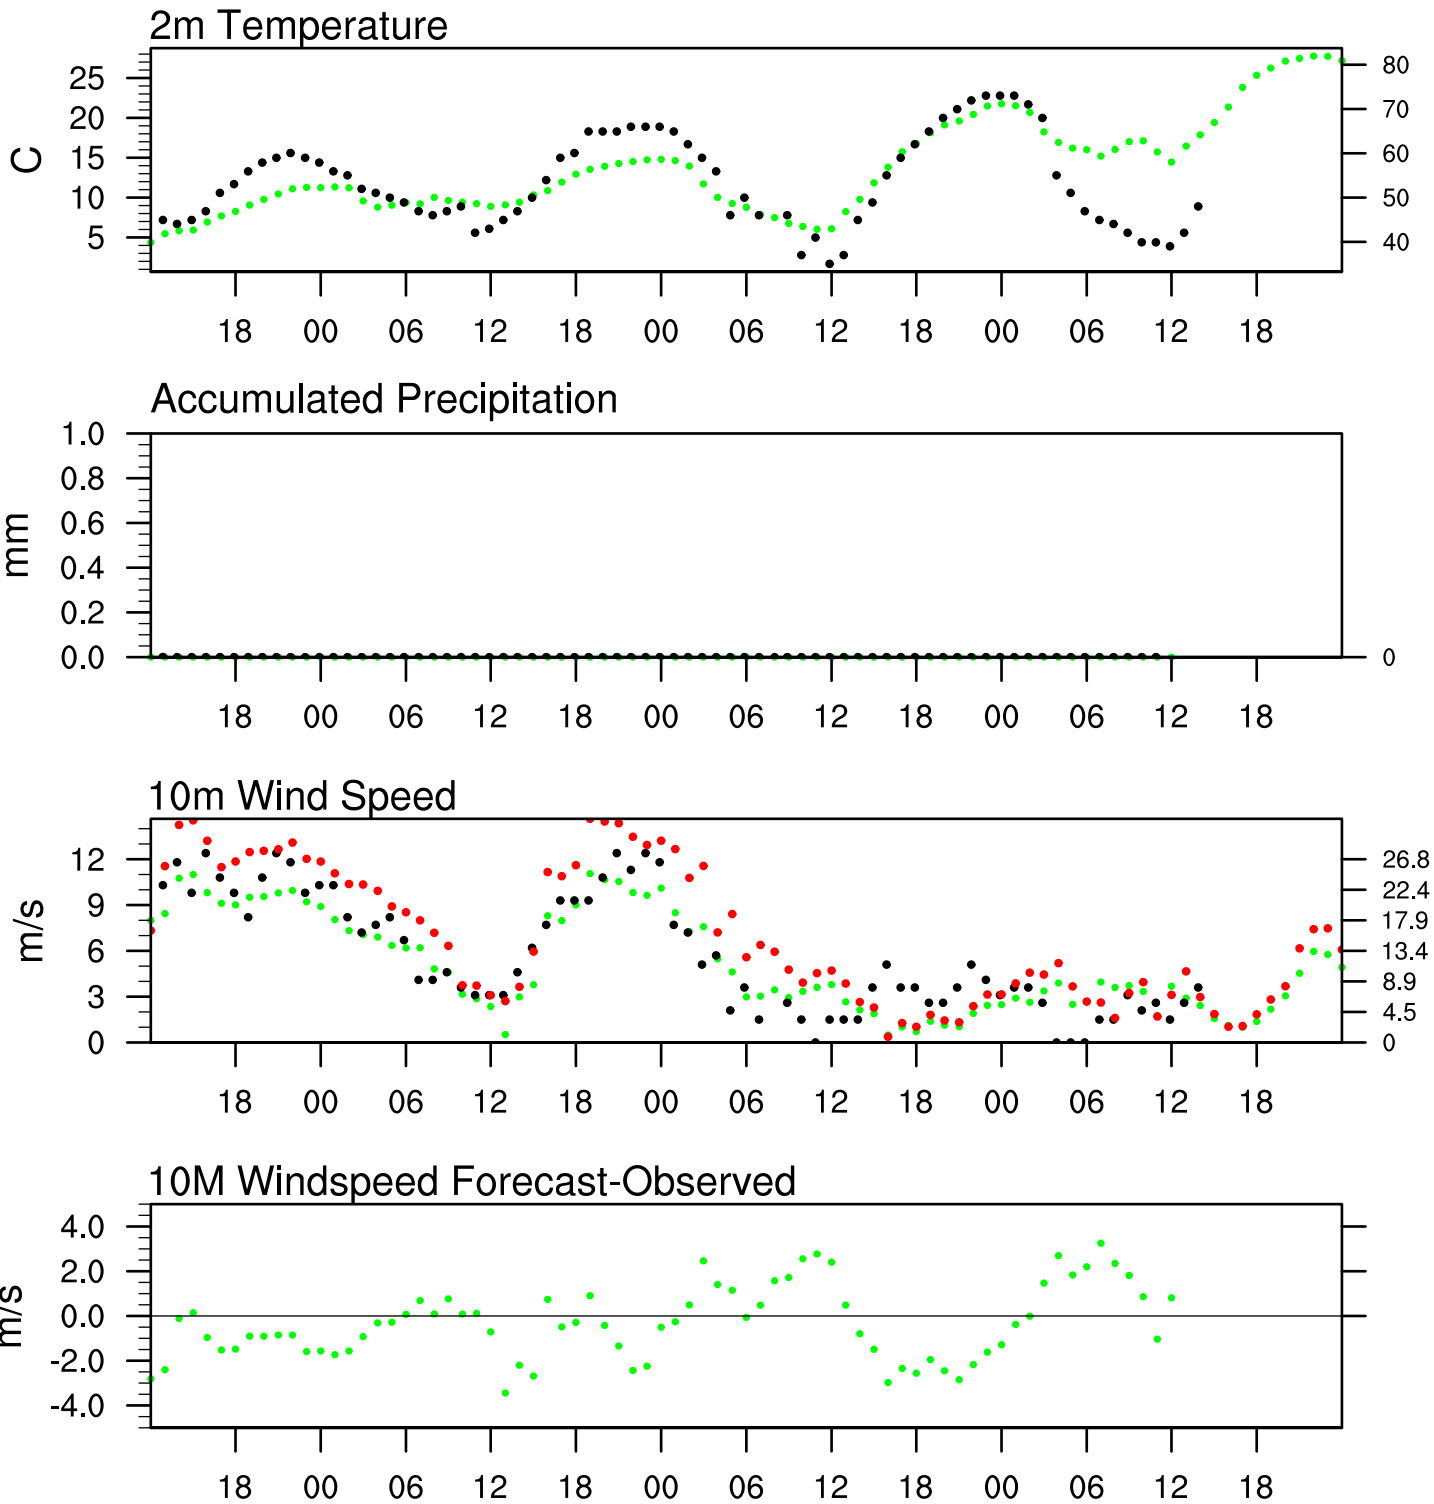 2m Temperature
25 80
20 70
C
15 60
10 50
5 40
18 00 06 12 18 00 06 12 18 00 06 12 18
Accumulated Precipitation
1.0
0.8
0.6
mm
0.4
0.2
0.0 0
18 00 06 12 18 00 06 12 18 00 06 12 18
10m Wind Speed
12 26.8
22.4
9 17.9
m/s
6 13.4
8.9
3 4.5
0 0
18 00 06 12 18 00 06 12 18 00 06 12 18
10M Windspeed Forecast-Observed
4.0
2.0
0.0
m/s
-2.0
-4.0
18 00 06 12 18 00 06 12 18 00 06 12 18